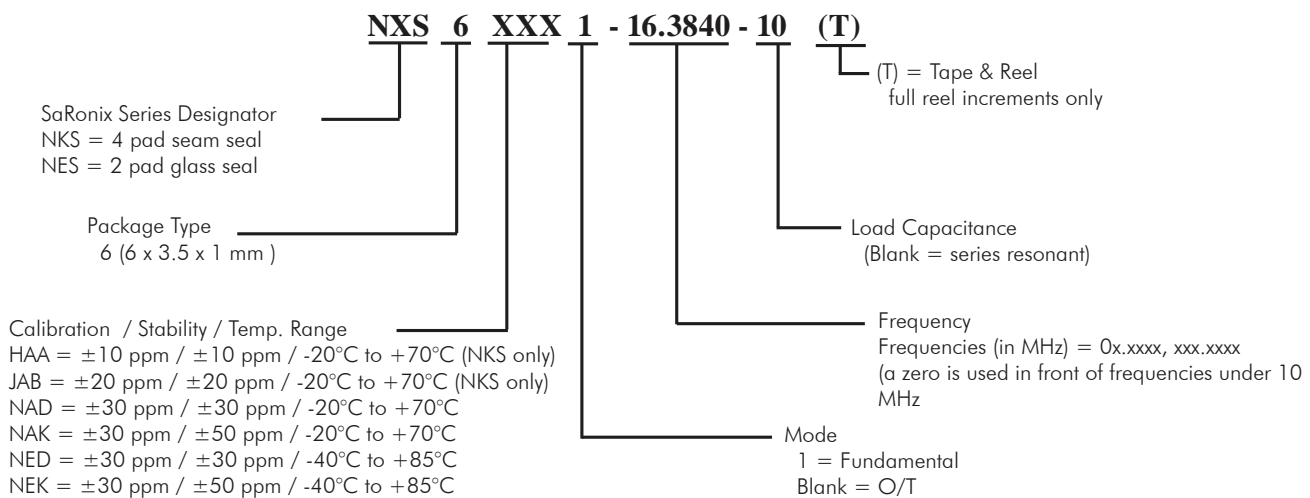 NXS 6 XXX 1 - 16.3840 - 10 (T)
(T) = Tape & Reel
full reel increments only
SaRonix Series Designator
NKS = 4 pad seam seal
NES = 2 pad glass seal
Package Type
6 (6 x 3.5 x 1 mm )
Load Capacitance
(Blank = series resonant)
Calibration / Stability / Temp. Range
HAA = ±10 ppm / ±10 ppm / -20°C to +70°C (NKS only)
JAB = ±20 ppm / ±20 ppm / -20°C to +70°C (NKS only)
NAD = ±30 ppm / ±30 ppm / -20°C to +70°C
NAK = ±30 ppm / ±50 ppm / -20°C to +70°C
NED = ±30 ppm / ±30 ppm / -40°C to +85°C
NEK = ±30 ppm / ±50 ppm / -40°C to +85°C
Frequency
Frequencies (in MHz) = 0x.xxxx, xxx.xxxx
(a zero is used in front of frequencies under 10
MHz
Mode
1 = Fundamental
Blank = O/T